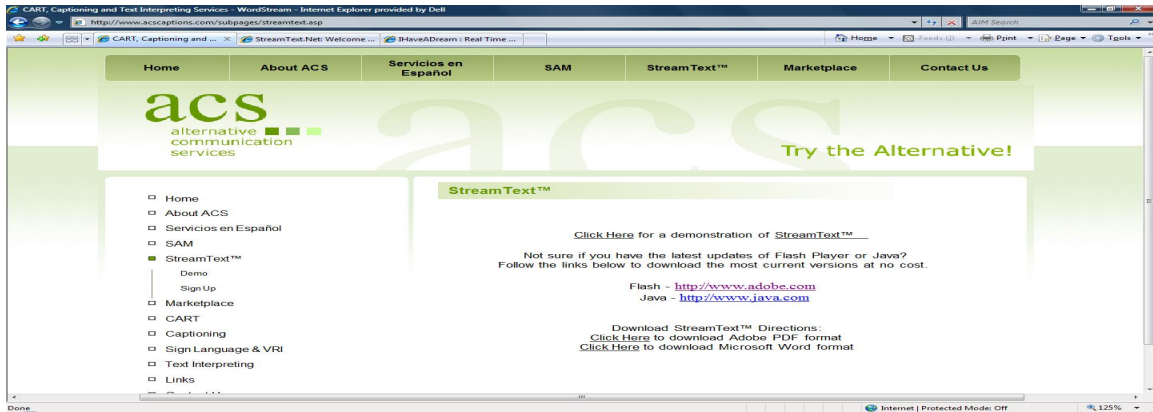 CART, Captioning and Text Interpreting Services - WordStream - Internet Explorer provided by Dell
http://www.acscaptions.com/subpages/streamtext.asp
AIM Search
CART, Captioning and ...
StreamText.Net: Welcome ...
IHaveADream : Real Time ...
Home
Feeds (J)
Print
Page
Tools
Home
About ACS
Servicios en
Español
SAM
StreamText™
Marketplace
Contact Us
acs
alternative
communication
services
acs
Try the Alternative!
Home
About ACS
Servicios en Español
SAM
StreamText™
Demo
Sign Up
Marketplace
CART
Captioning
Sign Language & VRI
Text Interpreting
Links
StreamText™
Click Here for a demonstration of StreamText™
Not sure if you have the latest updates of Flash Player or Java?
Follow the links below to download the most current versions at no cost.
Flash - http://www.adobe.com
Java - http://www.java.com
Download StreamText™ Directions:
Click Here to download Adobe PDF format
Click Here to download Microsoft Word format
Done
Internet | Protected Mode: Off
125%